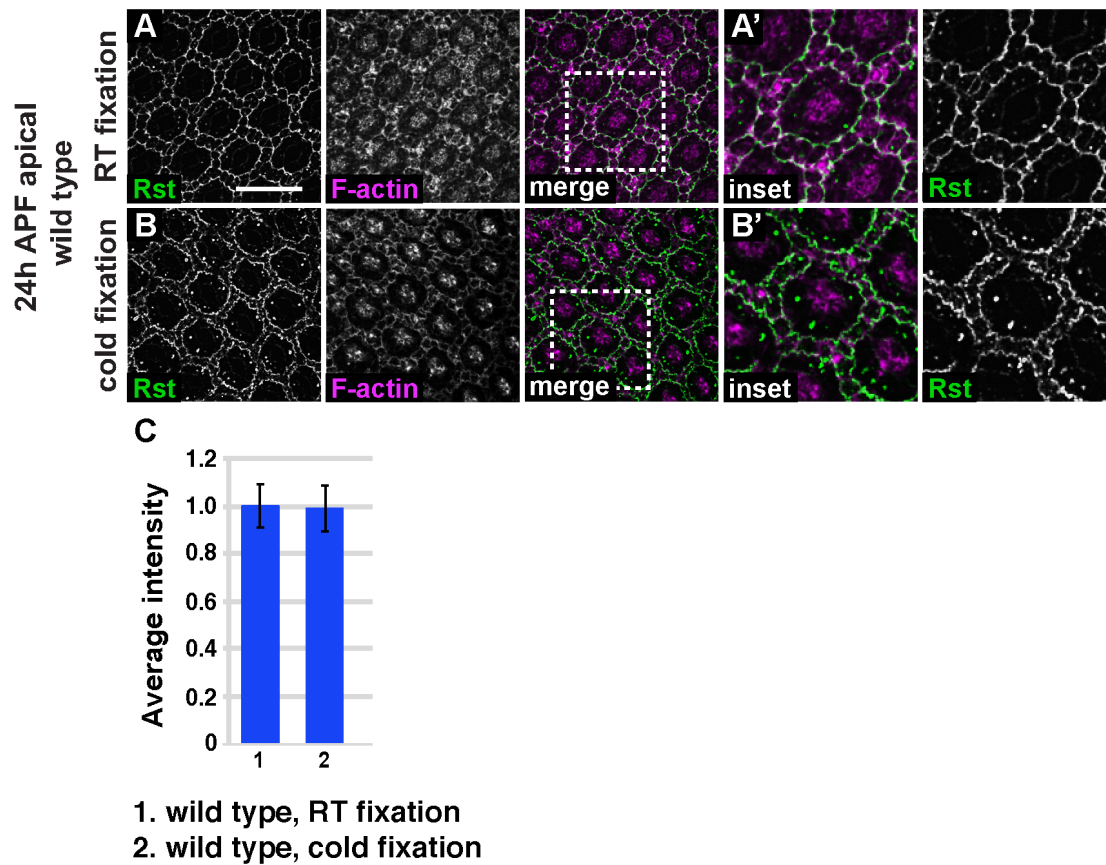 24h APF apical
wild type
RT fixation
A
Rst
F-actin
merge
A'
inset
Rst
cold fixation
B
Rst
F-actin
merge
B'
inset
Rst
C
Average intensity
1.2
1.0
0.8
0.6
0.4
0.2
0
1 2
1. wild type, RT fixation
2. wild type, cold fixation